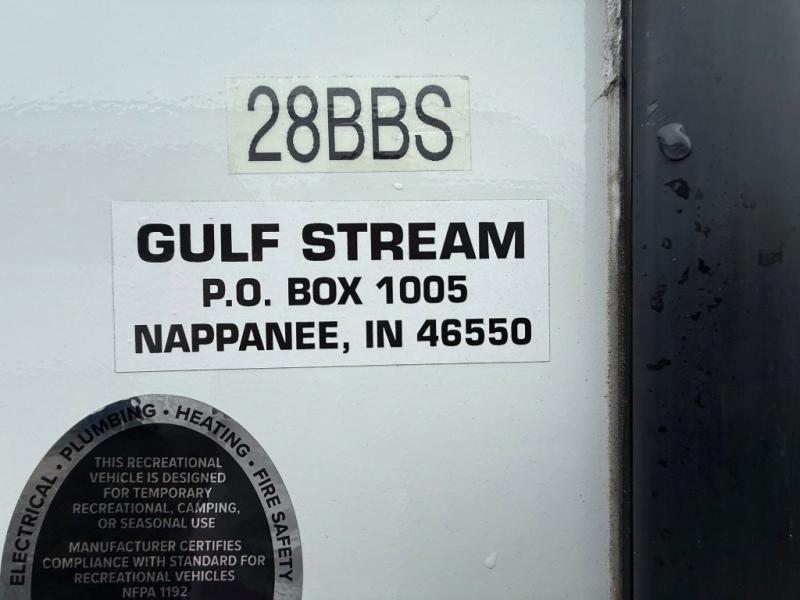 28BBS
GULF STREAM
P.O. BOX 1005
NAPPANEE, IN 46550
ELECTRICAL • PLUMBING • HEATING • FIRE SAFETY
THIS RECREATIONAL
VEHICLE IS DESIGNED
FOR TEMPORARY
RECREATIONAL, CAMPING,
OR SEASONAL USE
MANUFACTURER CERTIFIES
COMPLIANCE WITH STANDARD FOR
RECREATIONAL VEHICLES
NFPA 1192